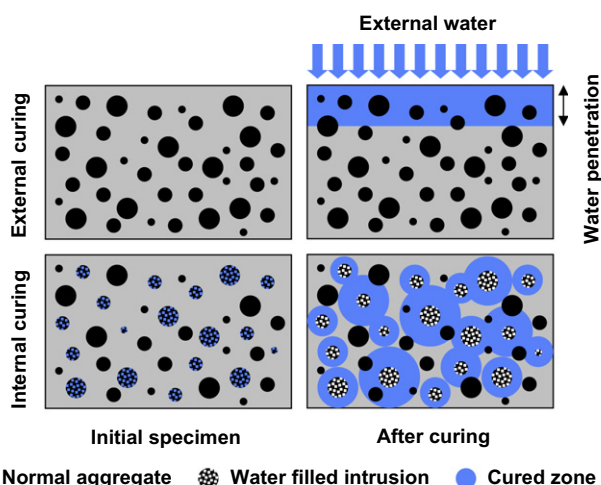 External water
External curing
Water penetration
Internal curing
Initial specimen
After curing
Normal aggregate
Water filled intrusion
Cured zone